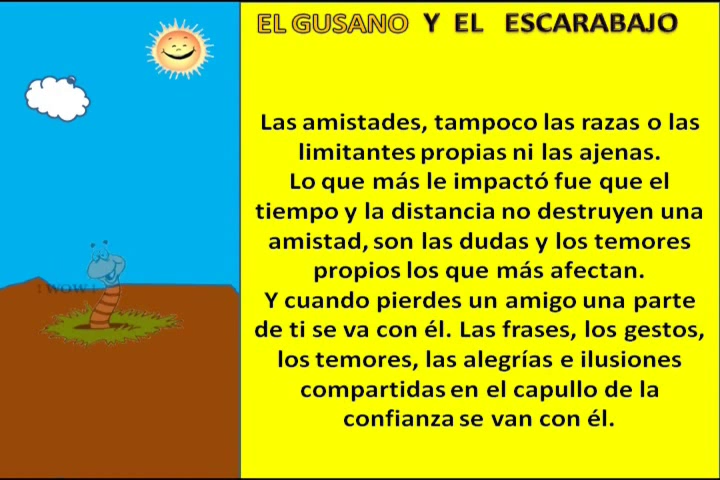 EL GUSANO Y EL ESCARABAJO
Las amistades, tampoco las razas o las
limitantes propias ni las ajenas.
Lo que más le impactó fue que el
tiempo y la distancia no destruyen una
amistad, son las dudas y los temores
propios los que más afectan.
Y cuando pierdes un amigo una parte
de ti se va con él. Las frases, los gestos,
los temores, las alegrías e ilusiones
compartidas en el capullo de la
confianza se van con él.
WOW